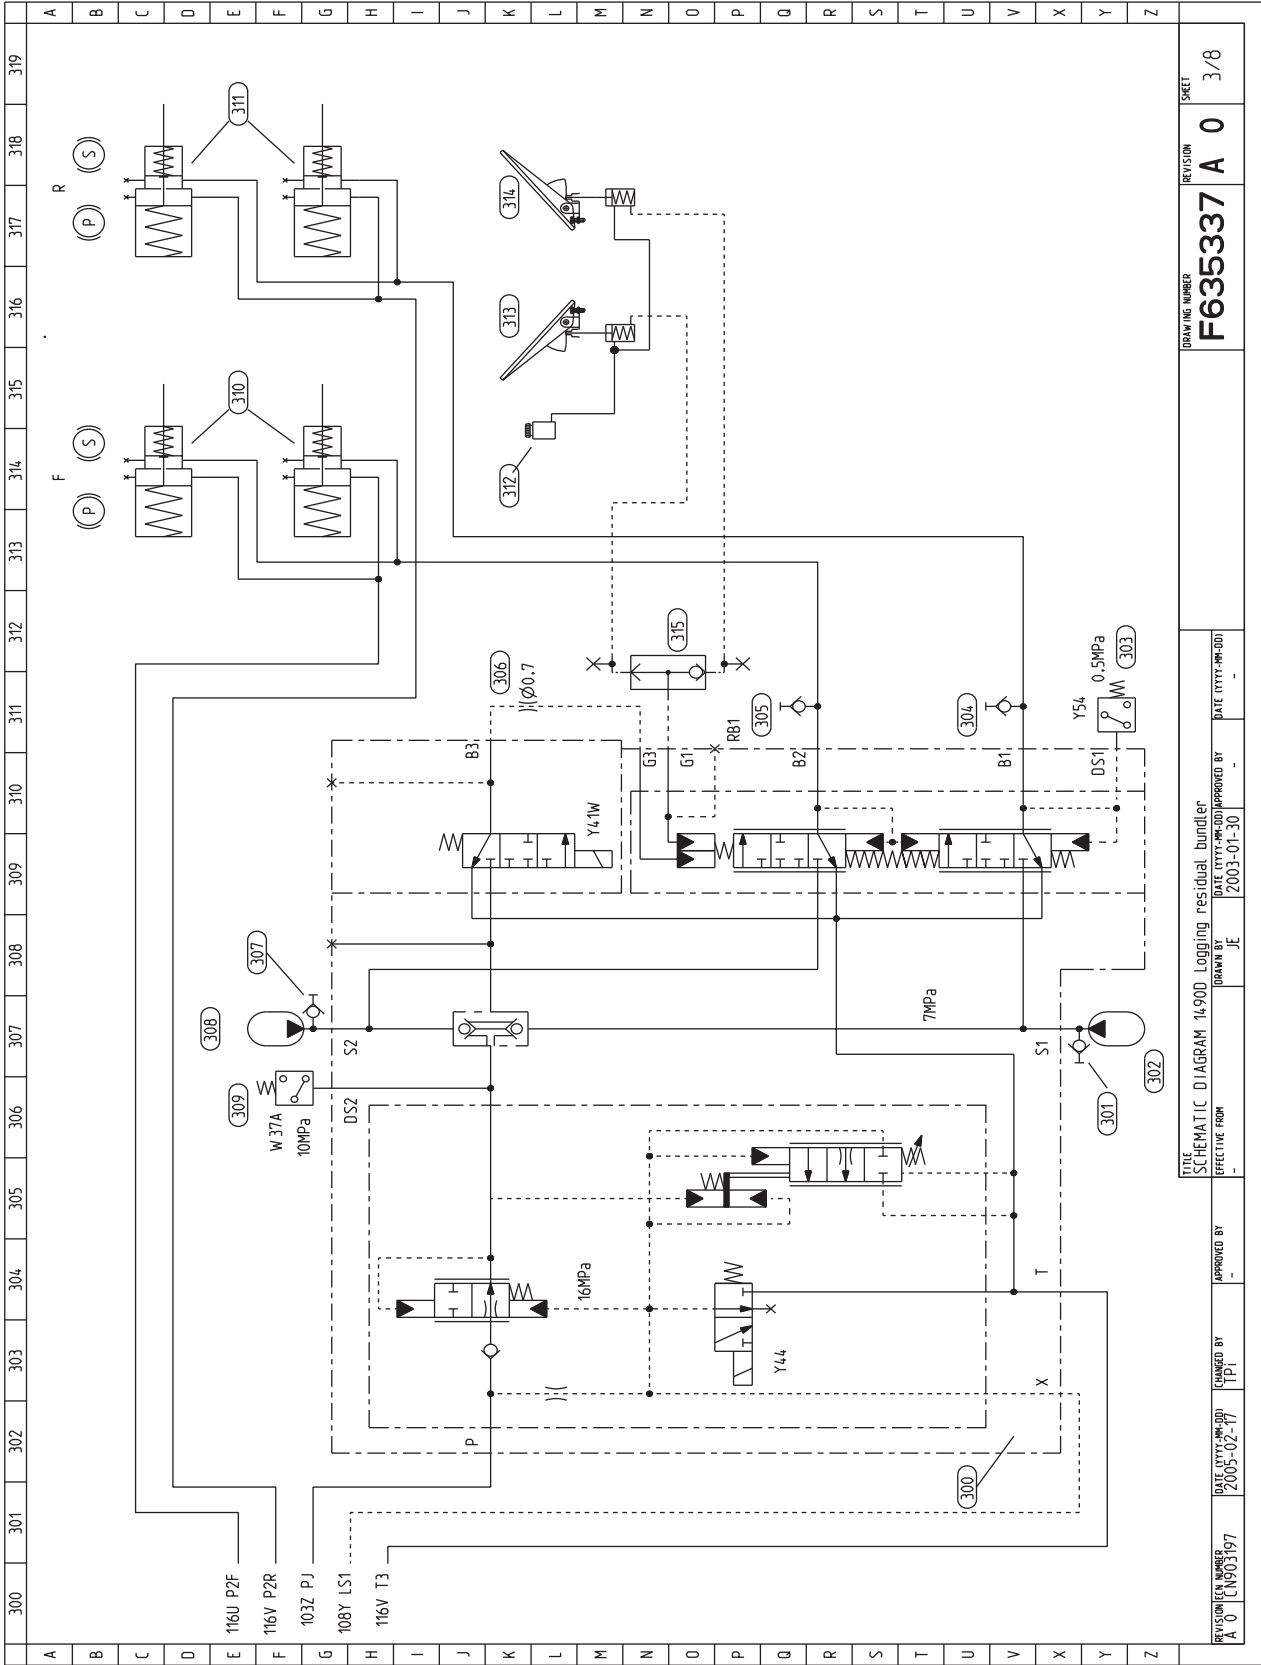 A B C D E F G H I J K L M N O P Q R S T U V X Y Z
300 301 302 303 304 305 306 307 308 309 310 311 312 313 314 315 316 317 318 319
F
R
P S
P S
310
311
312
313
314
315
306
Ø0.7
307
308
309
W37A
10MPa
S2
DS2
B3
G3
G1
RB1
305
B2
304
B1
Y54
0,5MPa
303
DS1
Y41W
7MPa
S1
301
302
16MPa
Y44
T
X
P
300
116U P2F
116V P2R
103Z PJ
108Y LS1
116V T3
A B C D E F G H I J K L M N O P Q R S T U V X Y Z
REVISION
A 0
ECN NUMBER
CN903197
DATE (YYYY-MM-DD)
2005-02-17
CHANGED BY
TPi
APPROVED BY
-
TITLE
SCHEMATIC DIAGRAM 1490D Logging residual bundler
EFFECTIVE FROM
-
DRAWN BY
JE
DATE (YYYY-MM-DD)
2003-01-30
APPROVED BY
-
DATE (YYYY-MM-DD)
-
DRAWING NUMBER
F635337
REVISION
A 0
SHEET
3/8